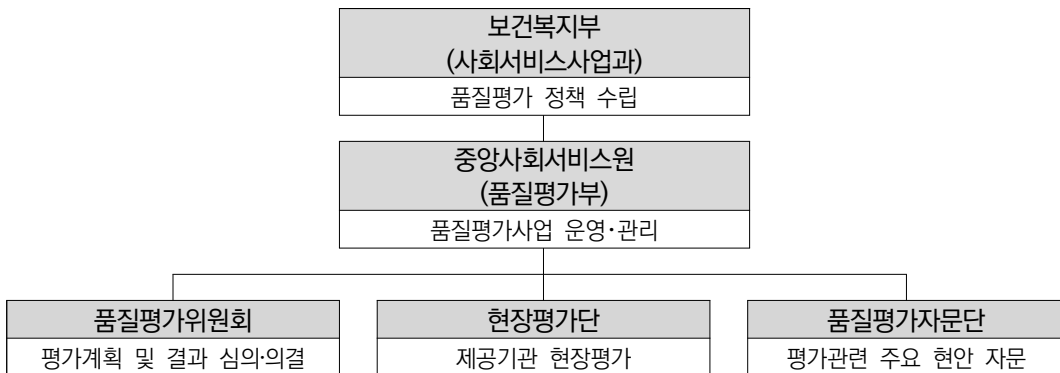 보건복지부
(사회서비스사업과)
품질평가 정책 수립
중앙사회서비스원
(품질평가부)
품질평가사업 운영·관리
품질평가위원회
평가계획 및 결과 심의·의결
현장평가단
제공기관 현장평가
품질평가자문단
평가관련 주요 현안 자문